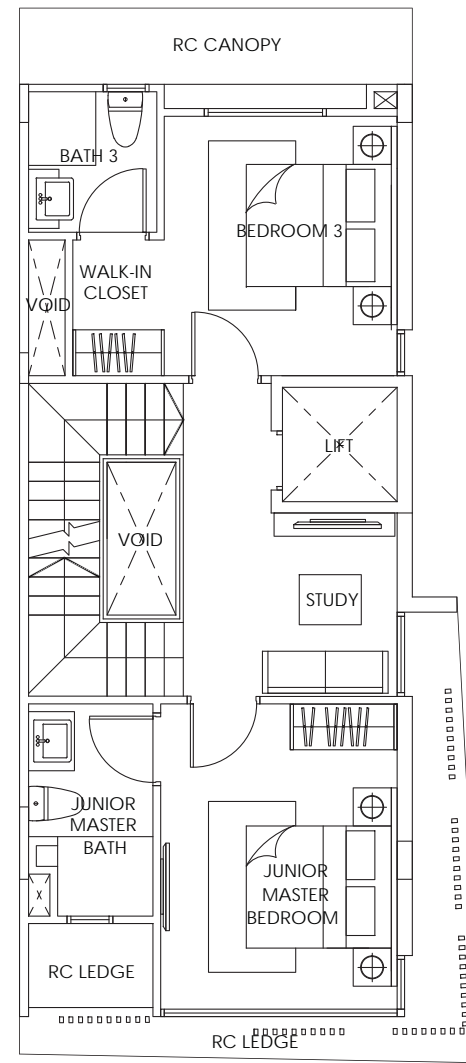 RC CANOPY
BATH 3
BEDROOM 3
WALK-IN
CLOSET
VOID
LIFT
VOID
STUDY
JUNIOR
MASTER
BATH
JUNIOR
MASTER
BEDROOM
RC LEDGE
RC LEDGE